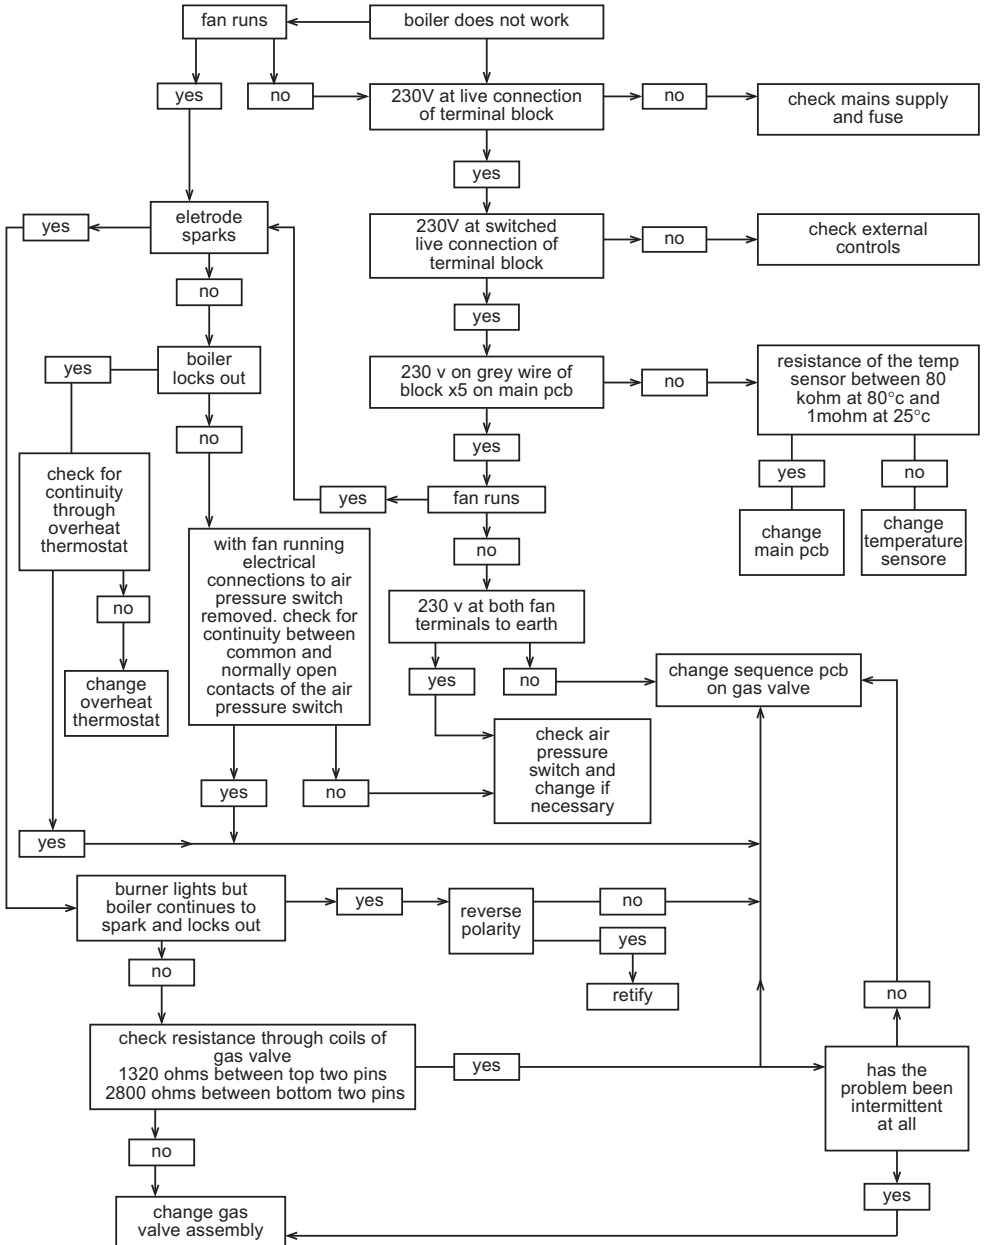 fan runs
boiler does not work
yes
no
230V at live connection
of terminal block
no
check mains supply
and fuse
yes
yes
eletrode
sparks
230V at switched
live connection of
terminal block
no
check external
controls
no
yes
yes
boiler
locks out
230 v on grey wire of
block x5 on main pcb
no
resistance of the temp
sensor between 80
kohm at 80°c and
1mohm at 25°c
no
yes
yes
no
check for
continuity
through
overheat
thermostat
yes
fan runs
change
main pcb
change
temperature
sensore
with fan running
electrical
connections to air
pressure switch
removed. check for
continuity between
common and
normally open
contacts of the air
pressure switch
no
no
230 v at both fan
terminals to earth
change
overheat
thermostat
yes
no
change sequence pcb
on gas valve
check air
pressure
switch and
change if
necessary
yes
no
yes
burner lights but
boiler continues to
spark and locks out
yes
reverse
polarity
no
yes
no
retify
no
check resistance through coils of
gas valve
1320 ohms between top two pins
2800 ohms between bottom two pins
yes
has the
problem been
intermittent
at all
no
yes
change gas
valve assembly